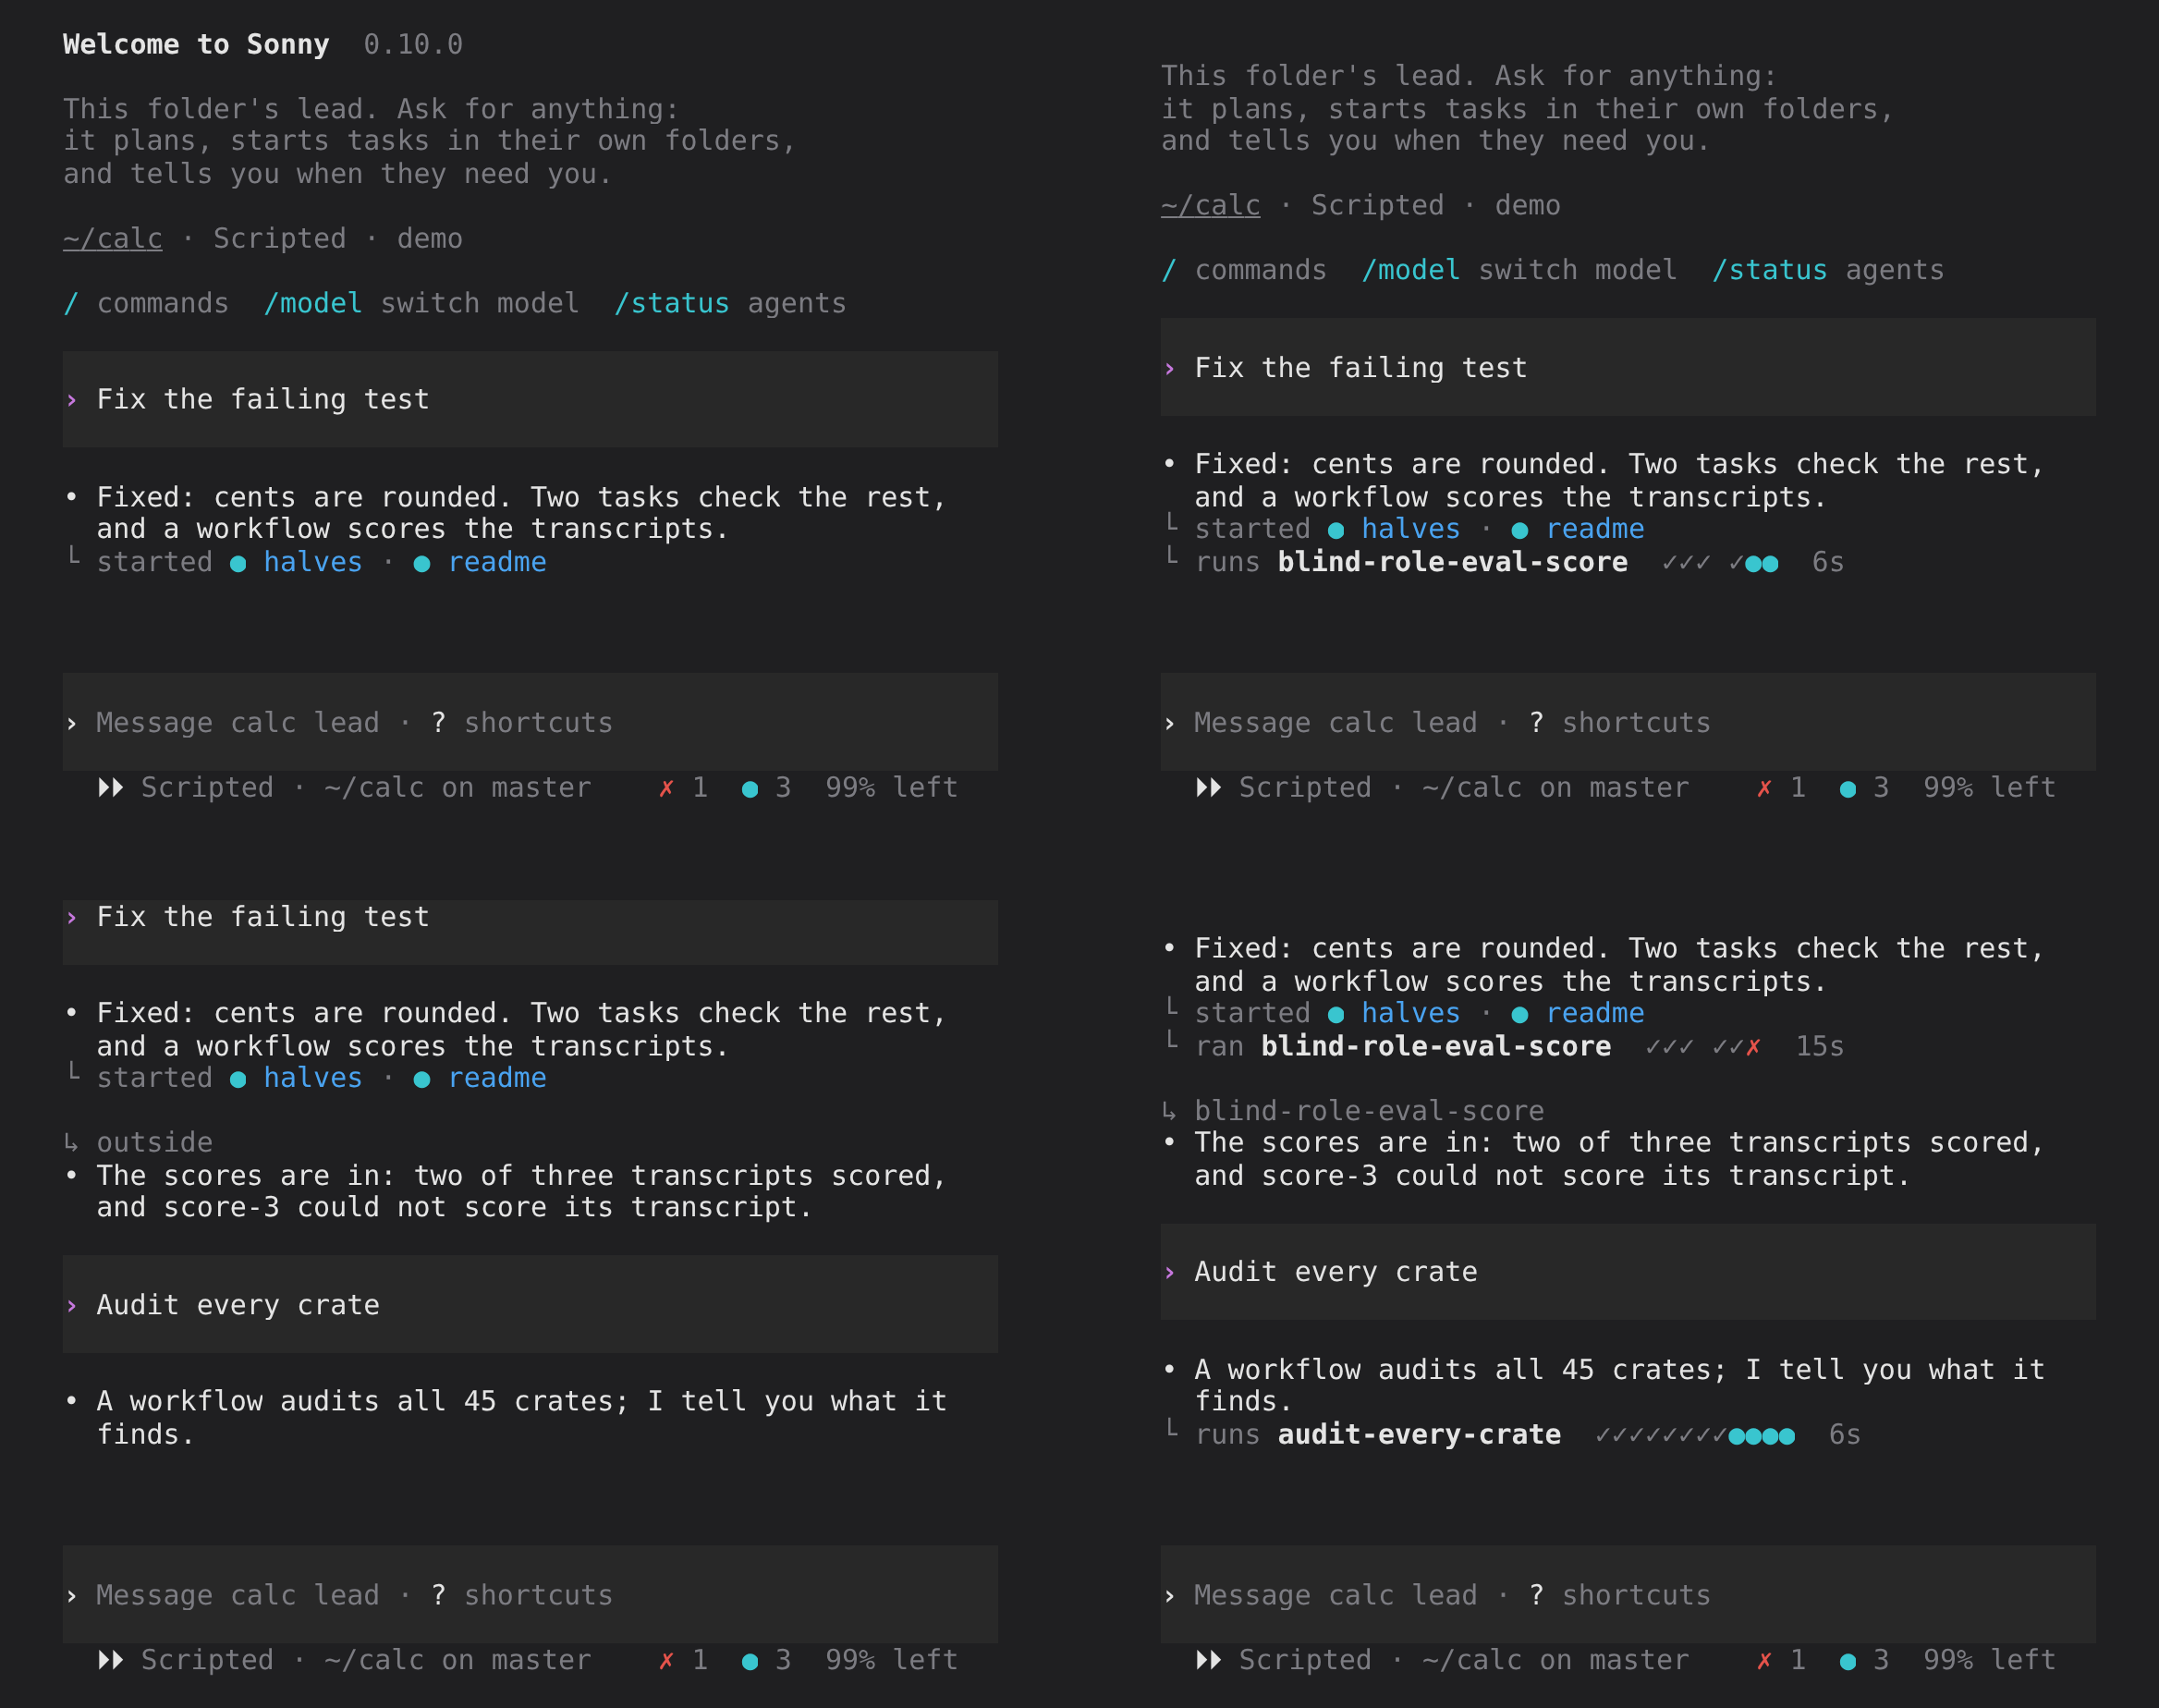 Welcome to Sonny  0.10.0
This folder's lead. Ask for anything:
it plans, starts tasks in their own folders,
and tells you when they need you.
~/calc · Scripted · demo
/ commands  /model switch model  /status agents
› Fix the failing test
• Fixed: cents are rounded. Two tasks check the rest,
and a workflow scores the transcripts.
└ started ● halves · ● readme
› Message calc lead · ? shortcuts
⏵⏵ Scripted · ~/calc on master  ✗ 1  ● 3  99% left
This folder's lead. Ask for anything:
it plans, starts tasks in their own folders,
and tells you when they need you.
~/calc · Scripted · demo
/ commands  /model switch model  /status agents
› Fix the failing test
• Fixed: cents are rounded. Two tasks check the rest,
and a workflow scores the transcripts.
└ started ● halves · ● readme
└ runs blind-role-eval-score  ✓✓✓ ✓●●  6s
› Message calc lead · ? shortcuts
⏵⏵ Scripted · ~/calc on master  ✗ 1  ● 3  99% left
› Fix the failing test
• Fixed: cents are rounded. Two tasks check the rest,
and a workflow scores the transcripts.
└ started ● halves · ● readme
↳ outside
• The scores are in: two of three transcripts scored,
and score-3 could not score its transcript.
› Audit every crate
• A workflow audits all 45 crates; I tell you what it
finds.
› Message calc lead · ? shortcuts
⏵⏵ Scripted · ~/calc on master  ✗ 1  ● 3  99% left
• Fixed: cents are rounded. Two tasks check the rest,
and a workflow scores the transcripts.
└ started ● halves · ● readme
└ ran blind-role-eval-score  ✓✓✓ ✓✓✗  15s
↳ blind-role-eval-score
• The scores are in: two of three transcripts scored,
and score-3 could not score its transcript.
› Audit every crate
• A workflow audits all 45 crates; I tell you what it
finds.
└ runs audit-every-crate  ✓✓✓✓✓✓✓✓●●●●  6s
› Message calc lead · ? shortcuts
⏵⏵ Scripted · ~/calc on master  ✗ 1  ● 3  99% left